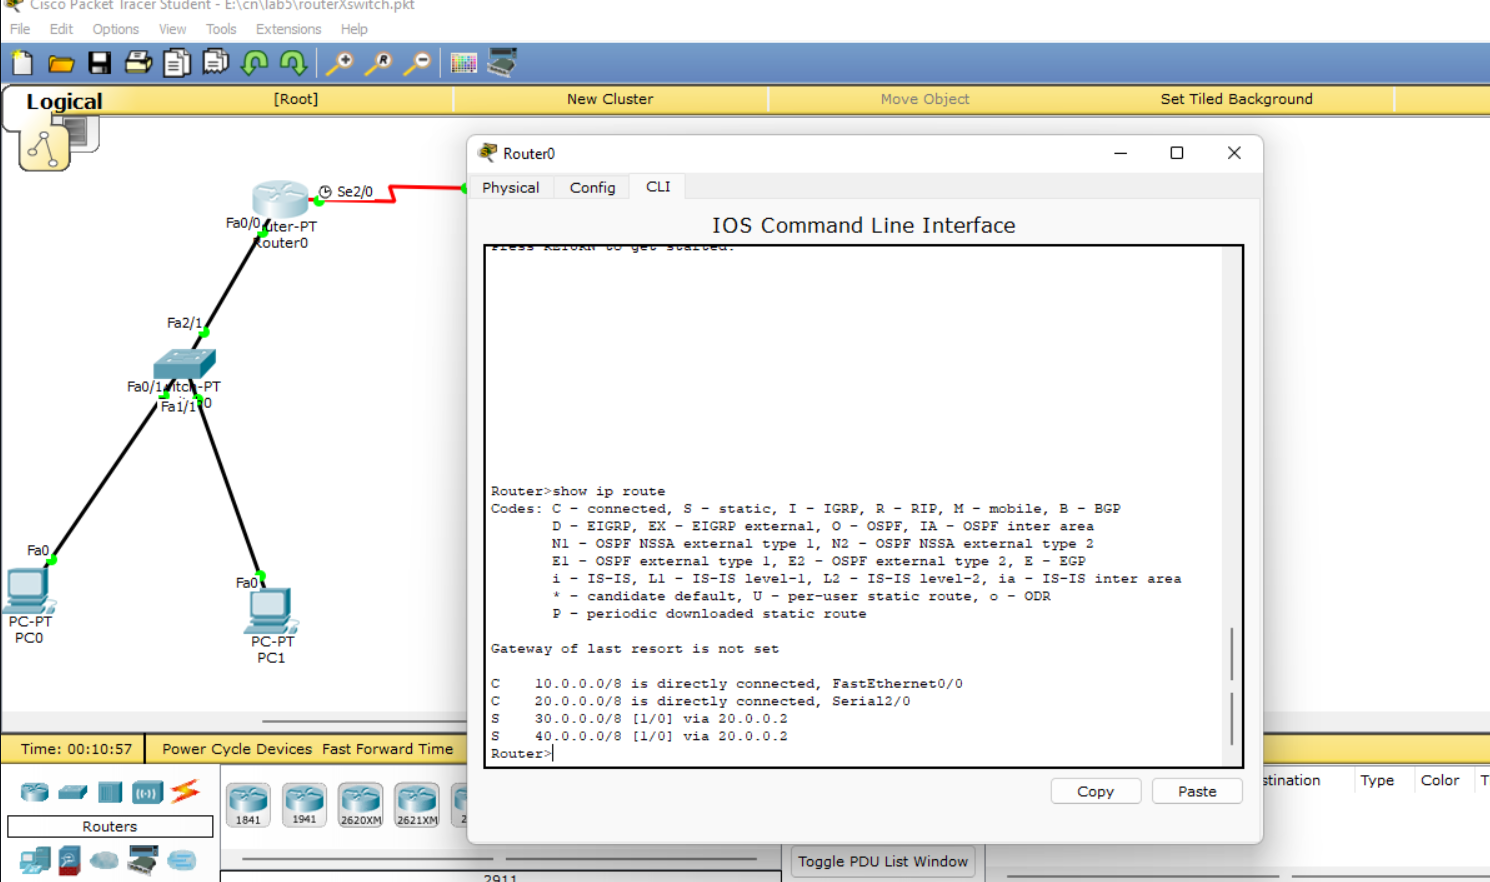 Cisco Packet Tracer Student - E:\cn\lab5\routerXswitch.pkt
File Edit Options View Tools Extensions Help
Logical [Root] New Cluster Move Object Set Tiled Background
Router0
Physical Config CLI
IOS Command Line Interface
Press RETURN to get started.
Se2/0
Fa0/0
uter-PT
Router0
Fa2/1
Fa0/1
itch-PT
Fa1/1
0
Fa0
PC-PT
PC0
Fa0
PC-PT
PC1
Router>show ip route
Codes: C - connected, S - static, I - IGRP, R - RIP, M - mobile, B - BGP
D - EIGRP, EX - EIGRP external, O - OSPF, IA - OSPF inter area
N1 - OSPF NSSA external type 1, N2 - OSPF NSSA external type 2
E1 - OSPF external type 1, E2 - OSPF external type 2, E - EGP
i - IS-IS, L1 - IS-IS level-1, L2 - IS-IS level-2, ia - IS-IS inter area
* - candidate default, U - per-user static route, o - ODR
P - periodic downloaded static route
Gateway of last resort is not set
C 10.0.0.0/8 is directly connected, FastEthernet0/0
C 20.0.0.0/8 is directly connected, Serial2/0
S 30.0.0.0/8 [1/0] via 20.0.0.2
S 40.0.0.0/8 [1/0] via 20.0.0.2
Router>
Copy Paste
Time: 00:10:57 Power Cycle Devices Fast Forward Time
stination Type Color T
1841 1941 2620XM 2621XM 2
Routers
Toggle PDU List Window
2911